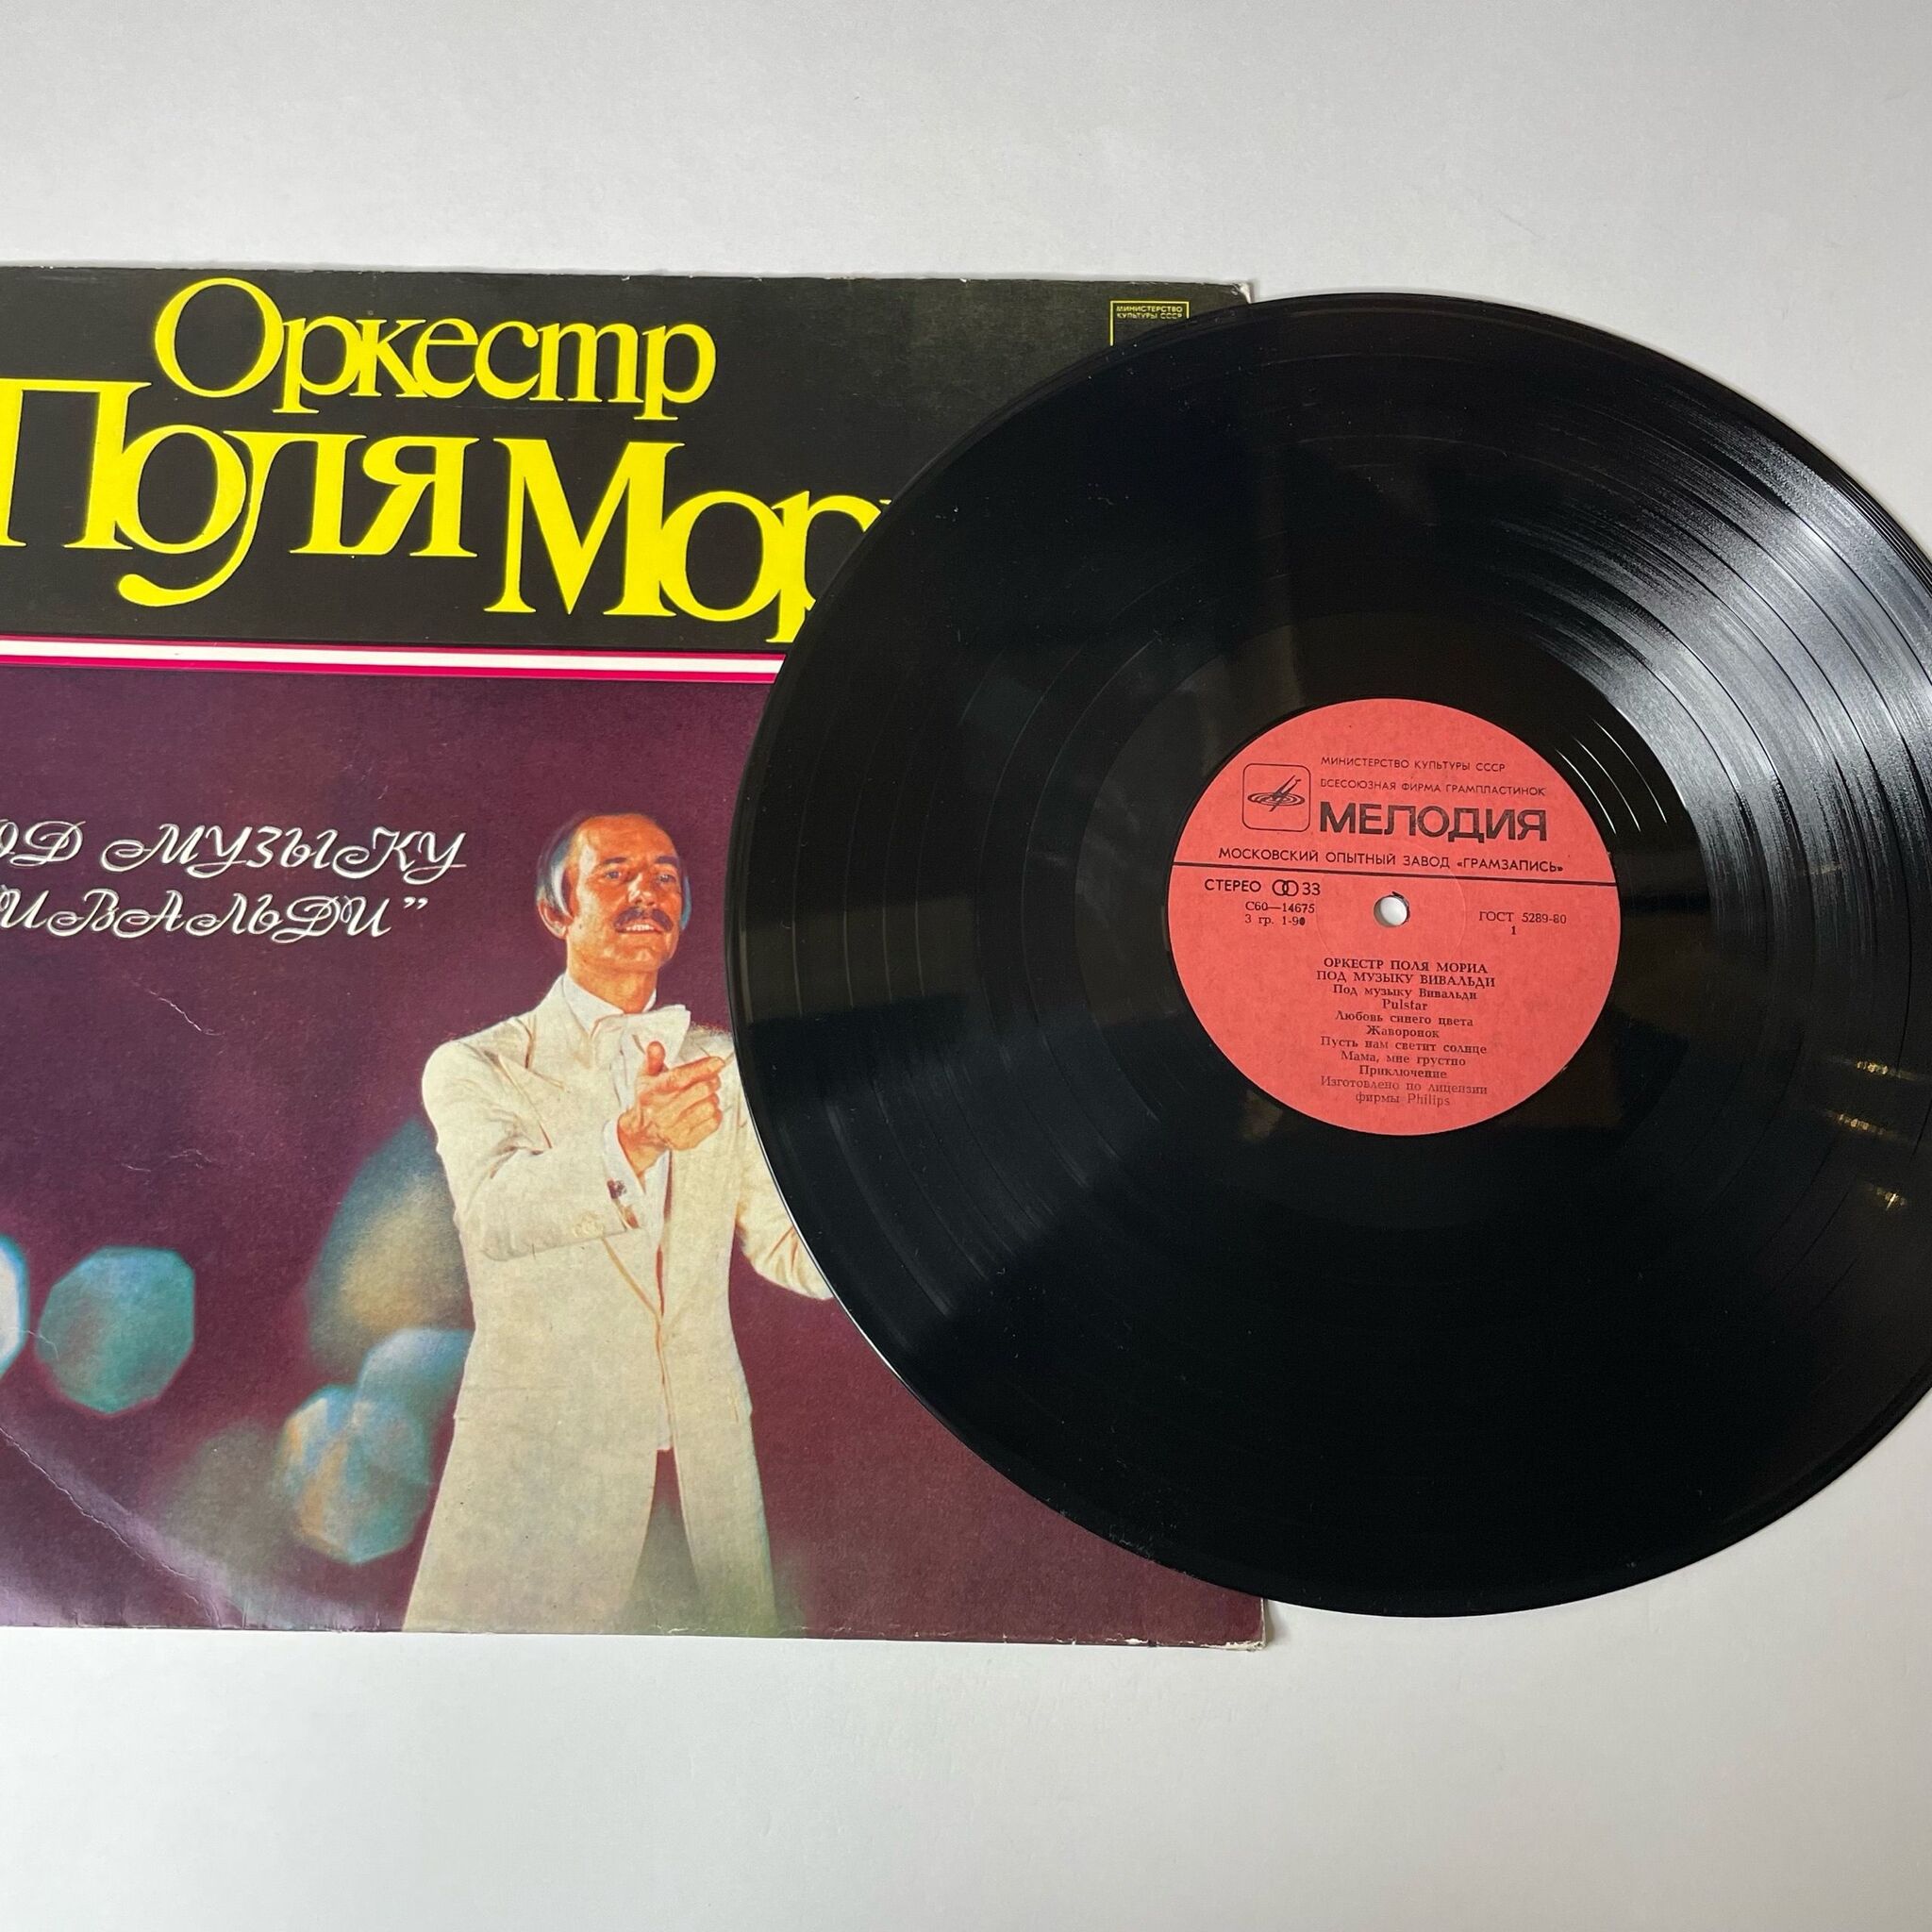 Оркестр
Поля Мори
МИНИСТЕРСТВО
КУЛЬТУРЫ СССР
ОД МУЗЫКУ
ИВАЛЬДИ”
МИНИСТЕРСТВО КУЛЬТУРЫ СССР
ВСЕСОЮЗНАЯ ФИРМА ГРАМПЛАСТИНОК
МЕЛОДИЯ
МОСКОВСКИЙ ОПЫТНЫЙ ЗАВОД «ГРАМЗАПИСЬ»
СТЕРЕО 33
С60—14675
3 гр. 1-90
ГОСТ 5289-80
1
ОРКЕСТР ПОЛЯ МОРИА
ПОД МУЗЫКУ ВИВАЛЬДИ
Под музыку Вивальди
Pulstar
Любовь синего цвета
Жаворонок
Пусть нам светит солнце
Мама, мне грустно
Приключение
Изготовлено по лицензии
фирмы Philips